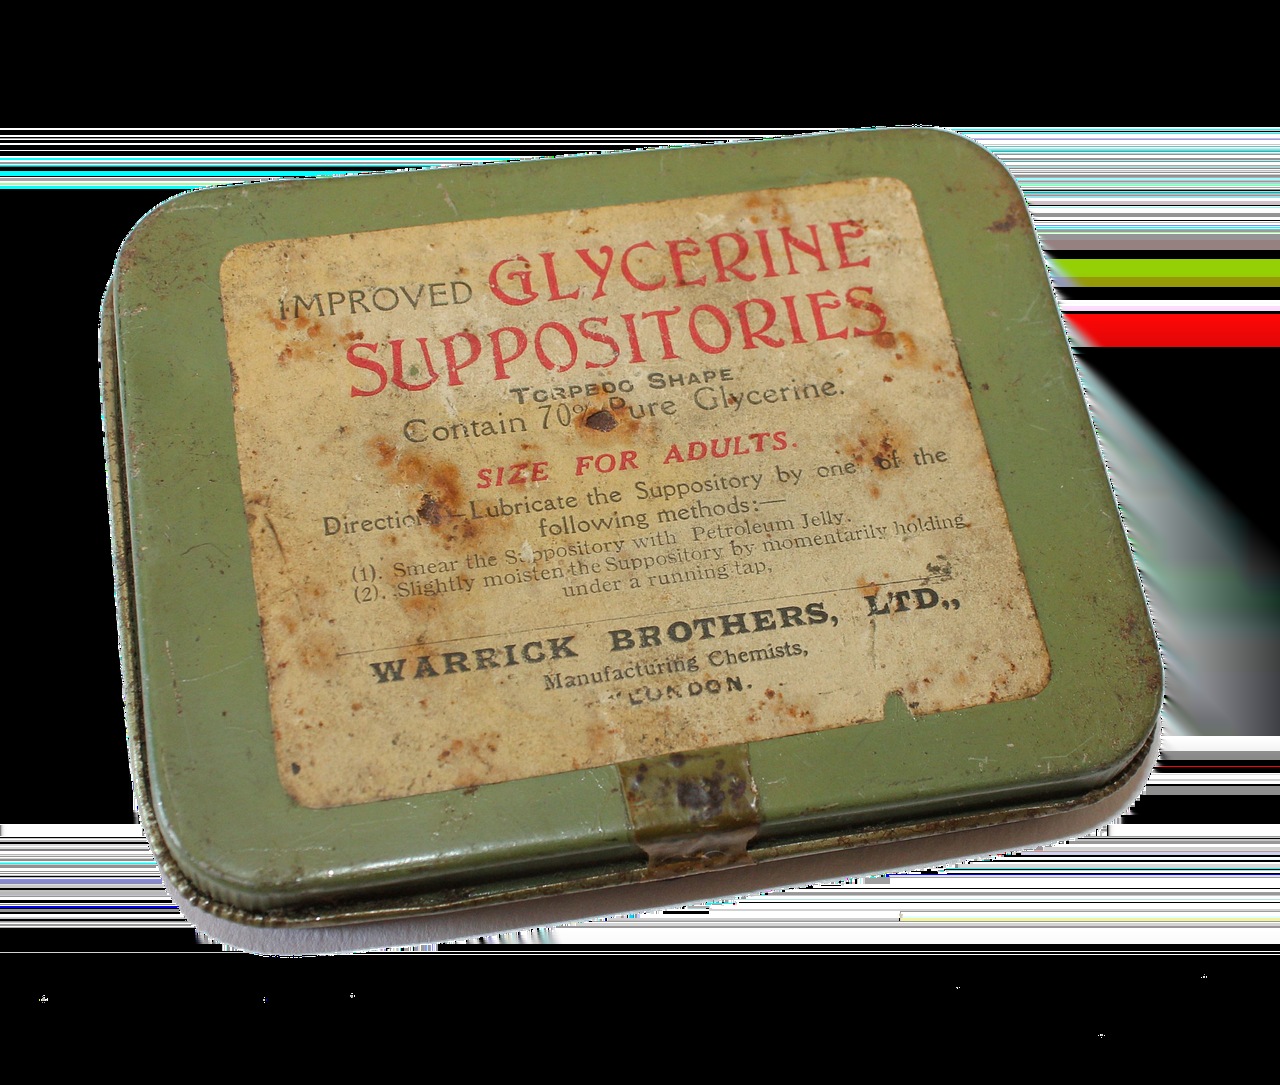 IMPROVED GLYCERINE
SUPPOSITORIES
TORPEDO SHAPE
Contain 70% Pure Glycerine.
SIZE FOR ADULTS.
Direction —Lubricate the Suppository by one of the
following methods:—
(1). Smear the Suppository with Petroleum Jelly.
(2). Slightly moisten the Suppository by momentarily holding
under a running tap,
WARRICK BROTHERS, LTD.,
Manufacturing Chemists,
LONDON.